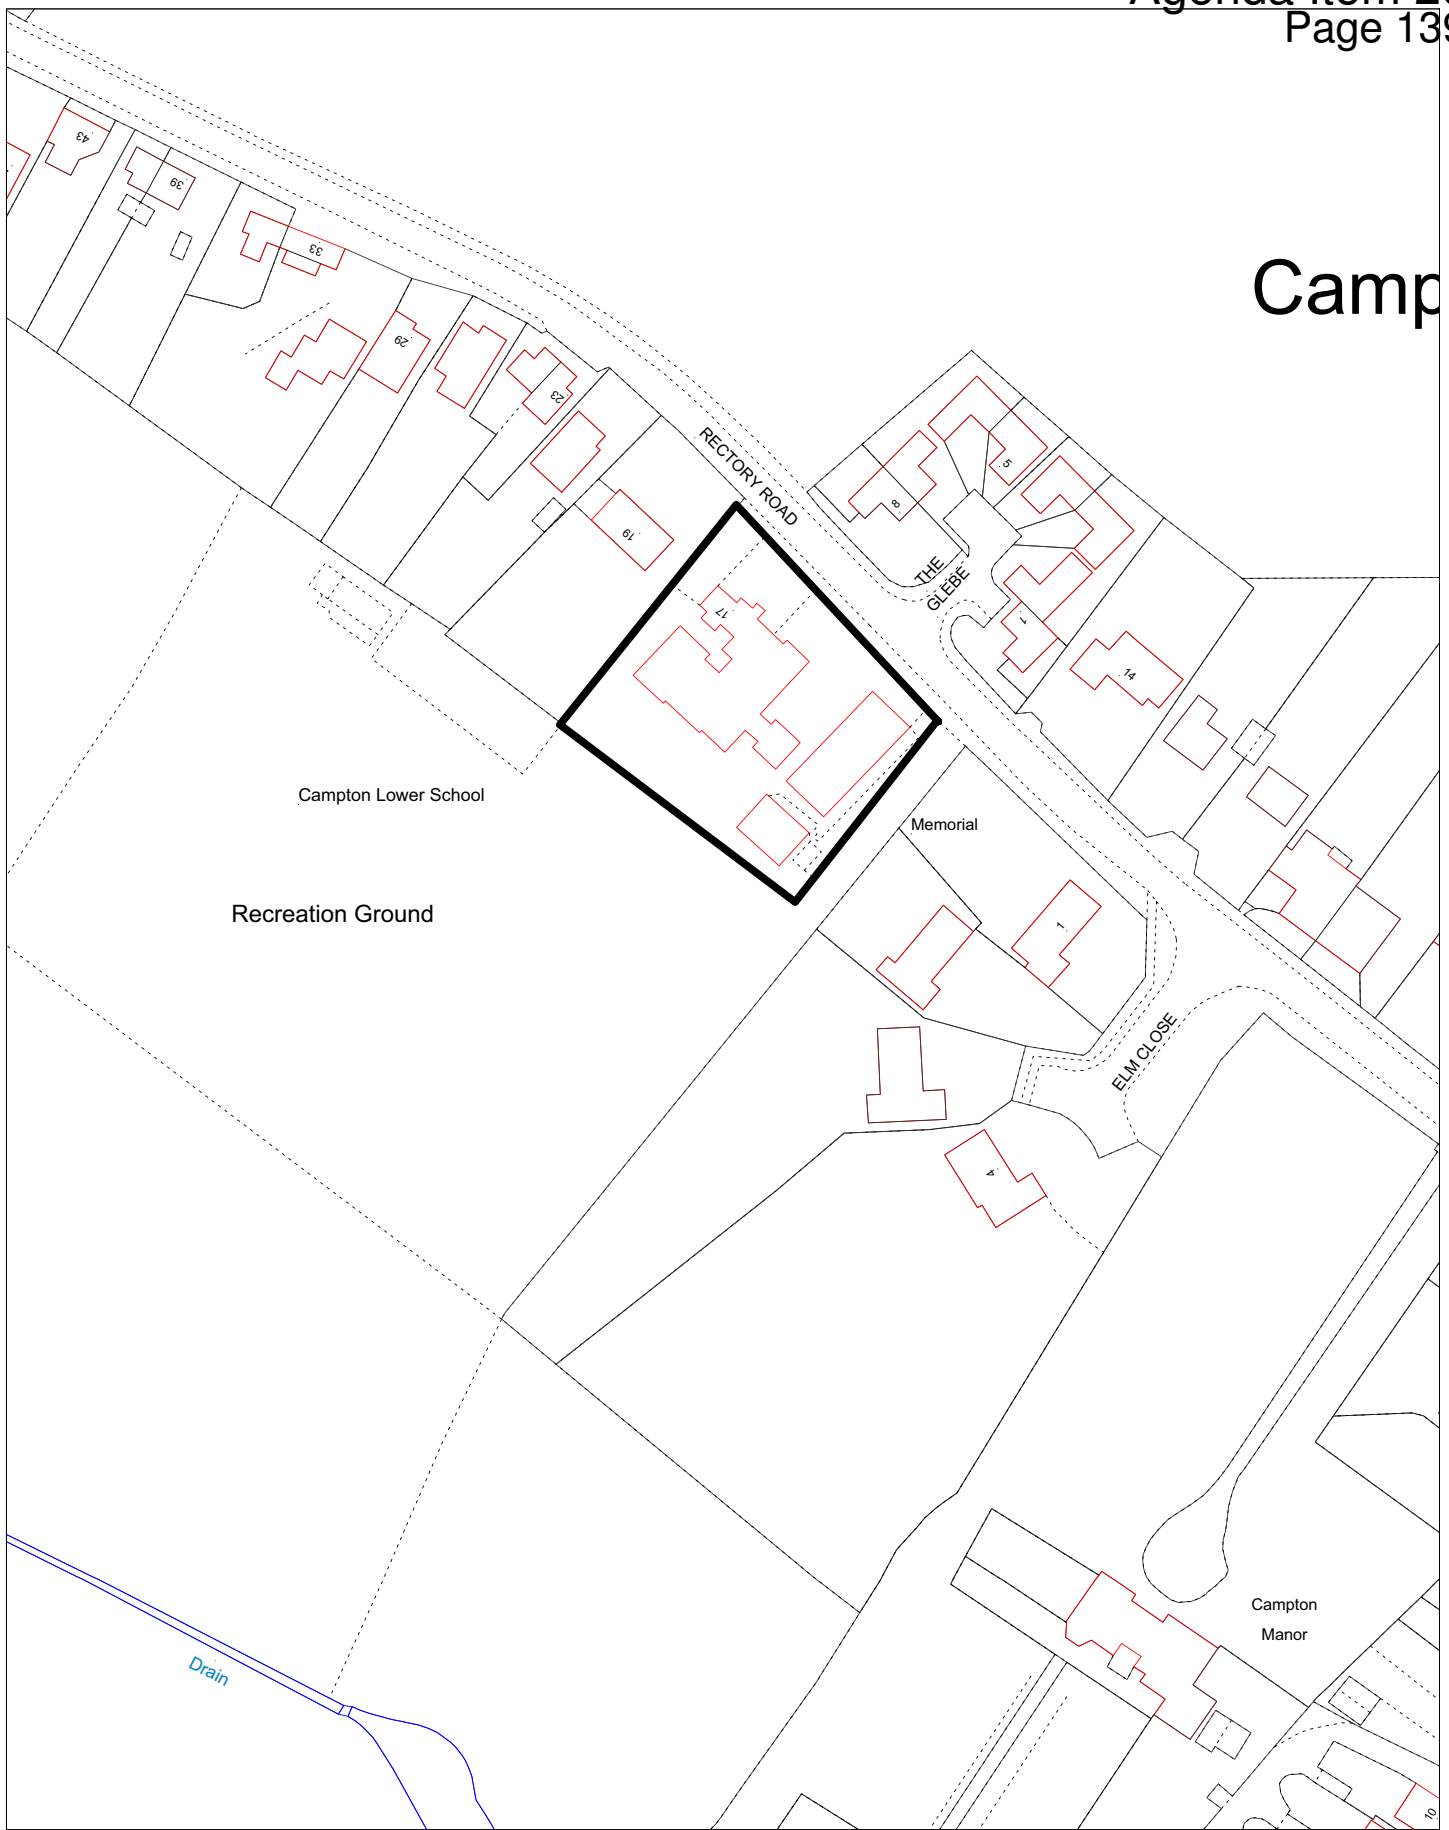 Page 139
43
39
33
Camp
29
23
RECTORY ROAD
5
8
19
THE
GLEBE
17
1
14
Campton Lower School
Memorial
Recreation Ground
1
ELM CLOSE
4
Campton
Manor
Drain
10